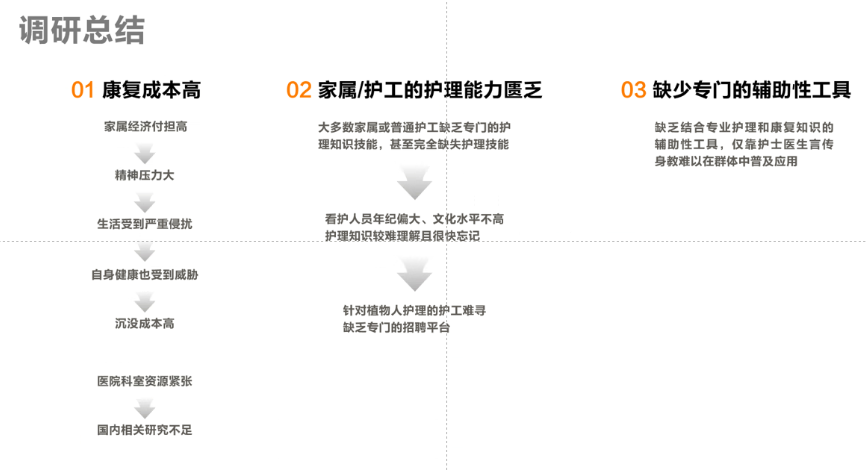 调研总结
01 康复成本高
家属经济付担高
精神压力大
生活受到严重侵扰
自身健康也受到威胁
沉没成本高
医院科室资源紧张
国内相关研究不足
02 家属/护工的护理能力匮乏
大多数家属或普通护工缺乏专门的护
理知识技能，甚至完全缺失护理技能
看护人员年纪偏大、文化水平不高
护理知识较难理解且很快忘记
针对植物人护理的护工难寻
缺乏专门的招聘平台
03 缺少专门的辅助性工具
缺乏结合专业护理和康复知识的
辅助性工具，仅靠护士医生言传
身教难以在群体中普及应用